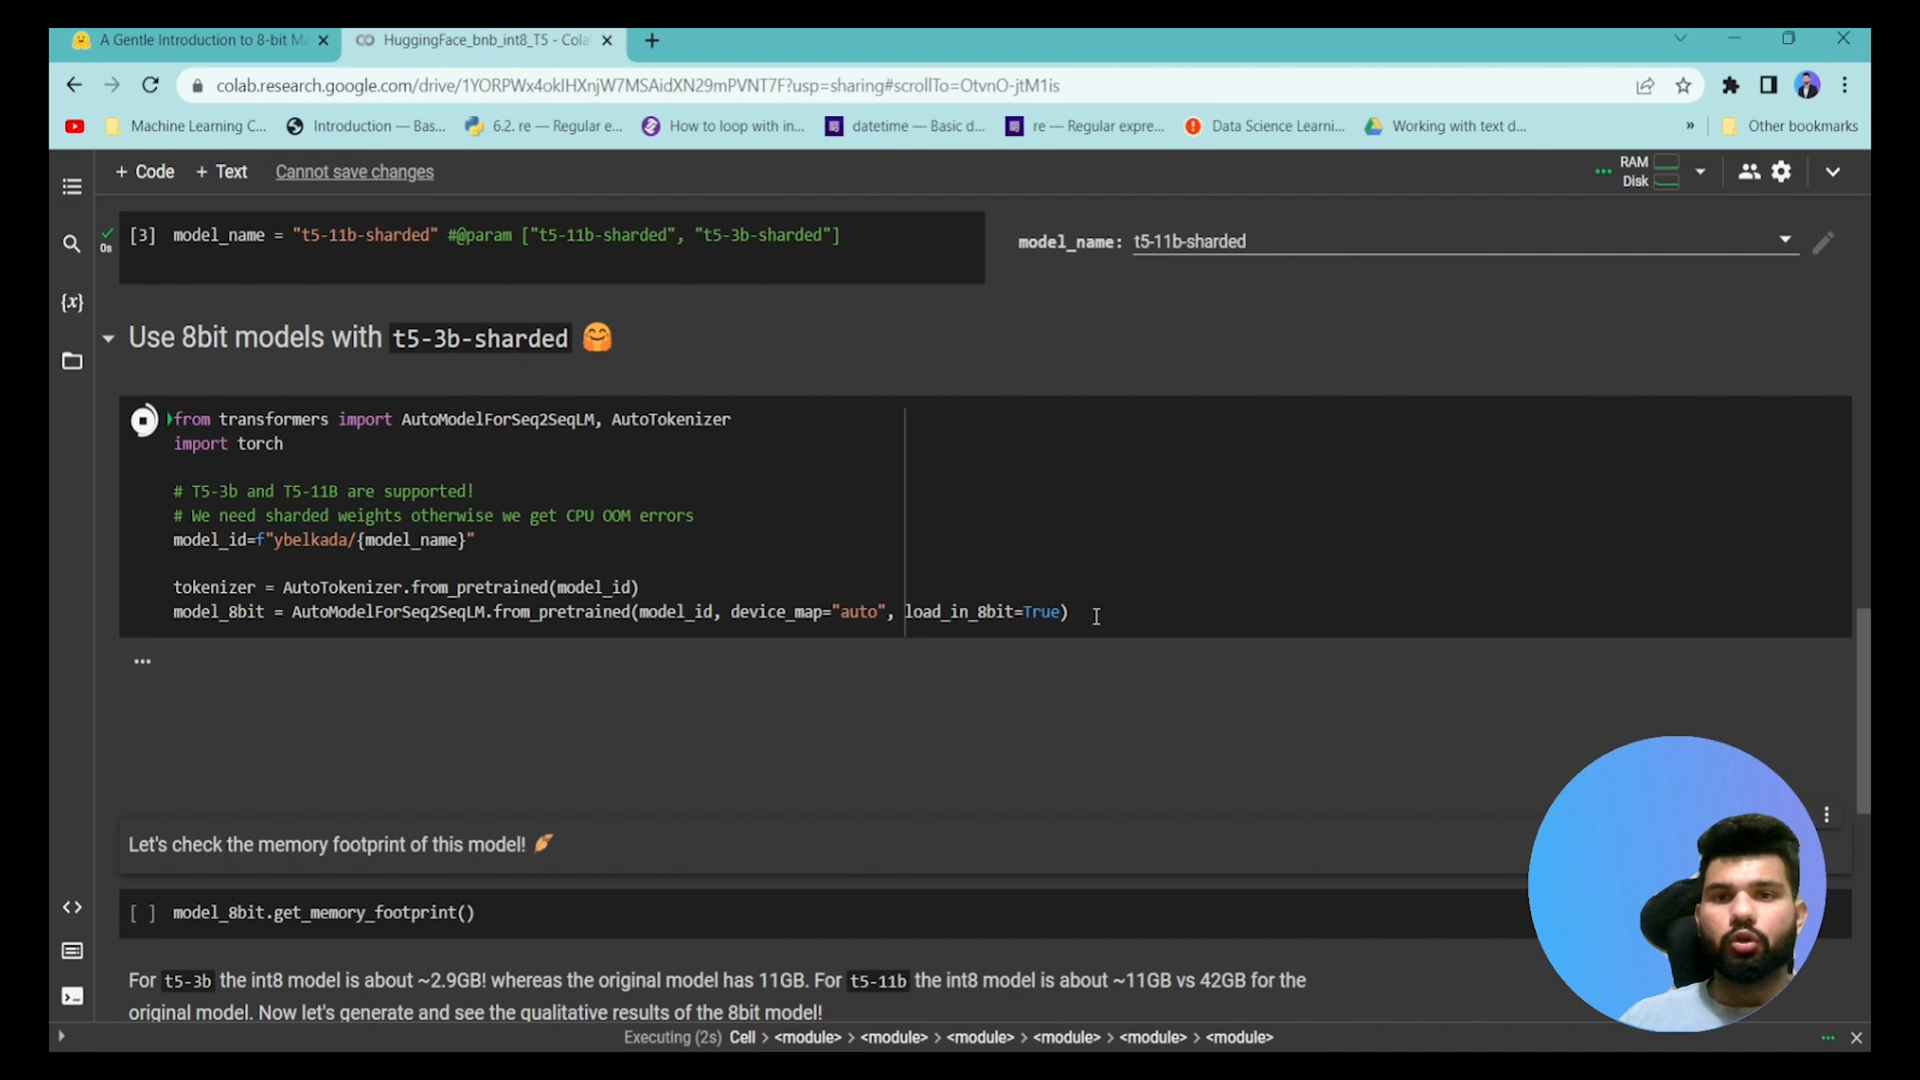 A Gentle Introduction to 8-bit Ma
HuggingFace_bnb_int8_T5 - Cola
colab.research.google.com/drive/1YORPWx4okIHXnjW7MSAidXN29mPVNT7F?usp=sharing#scrollTo=OtvnO-jtM1is
Machine Learning C...
Introduction — Bas...
6.2. re — Regular e...
How to loop with in...
datetime — Basic d...
re — Regular expre...
Data Science Learni...
Working with text d...
»
Other bookmarks
+ Code
+ Text
Cannot save changes
RAM
Disk
0s
[3] model_name = "t5-11b-sharded" #@param ["t5-11b-sharded", "t5-3b-sharded"]
model_name: t5-11b-sharded
{x}
Use 8bit models with t5-3b-sharded 🤗
from transformers import AutoModelForSeq2SeqLM, AutoTokenizer
import torch
# T5-3b and T5-11B are supported!
# We need sharded weights otherwise we get CPU OOM errors
model_id=f"ybelkada/{model_name}"
tokenizer = AutoTokenizer.from_pretrained(model_id)
model_8bit = AutoModelForSeq2SeqLM.from_pretrained(model_id, device_map="auto", load_in_8bit=True)
...
Let's check the memory footprint of this model! 🪶
[ ] model_8bit.get_memory_footprint()
For t5-3b the int8 model is about ~2.9GB! whereas the original model has 11GB. For t5-11b the int8 model is about ~11GB vs 42GB for the
original model. Now let's generate and see the qualitative results of the 8bit model!
Executing (2s) Cell > <module> > <module> > <module> > <module> > <module> > <module>